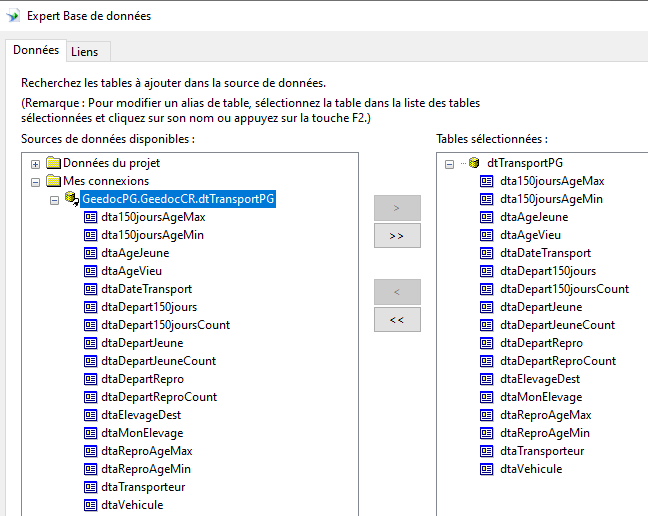 Expert Base de données
Données
Liens
Recherchez les tables à ajouter dans la source de données.
(Remarque : Pour modifier un alias de table, sélectionnez la table dans la liste des tables
sélectionnées et cliquez sur son nom ou appuyez sur la touche F2.)
Sources de données disponibles :
Données du projet
Mes connexions
GeedocPG.GeedocCR.dtTransportPG
dta150joursAgeMax
dta150joursAgeMin
dtaAgeJeune
dtaAgeVieu
dtaDateTransport
dtaDepart150jours
dtaDepart150joursCount
dtaDepartJeune
dtaDepartJeuneCount
dtaDepartRepro
dtaDepartReproCount
dtaElevageDest
dtaMonElevage
dtaReproAgeMax
dtaReproAgeMin
dtaTransporteur
dtaVehicule
>
>>
<
<<
Tables sélectionnées :
dtTransportPG
dta150joursAgeMax
dta150joursAgeMin
dtaAgeJeune
dtaAgeVieu
dtaDateTransport
dtaDepart150jours
dtaDepart150joursCount
dtaDepartJeune
dtaDepartJeuneCount
dtaDepartRepro
dtaDepartReproCount
dtaElevageDest
dtaMonElevage
dtaReproAgeMax
dtaReproAgeMin
dtaTransporteur
dtaVehicule